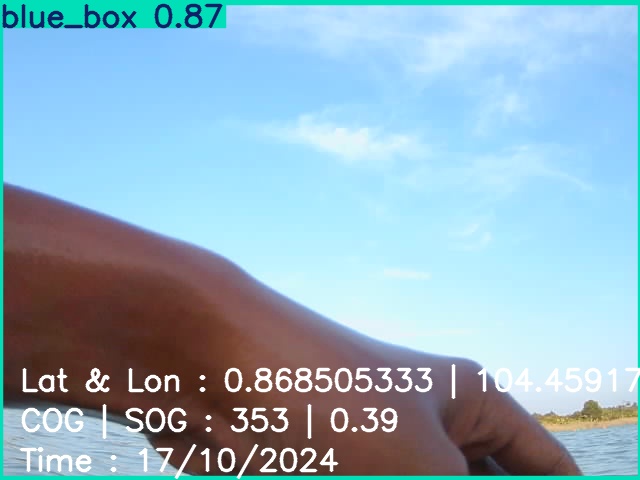 blue_box 0.87
Lat & Lon : 0.868505333 | 104.45917
COG | SOG : 353 | 0.39
Time : 17/10/2024